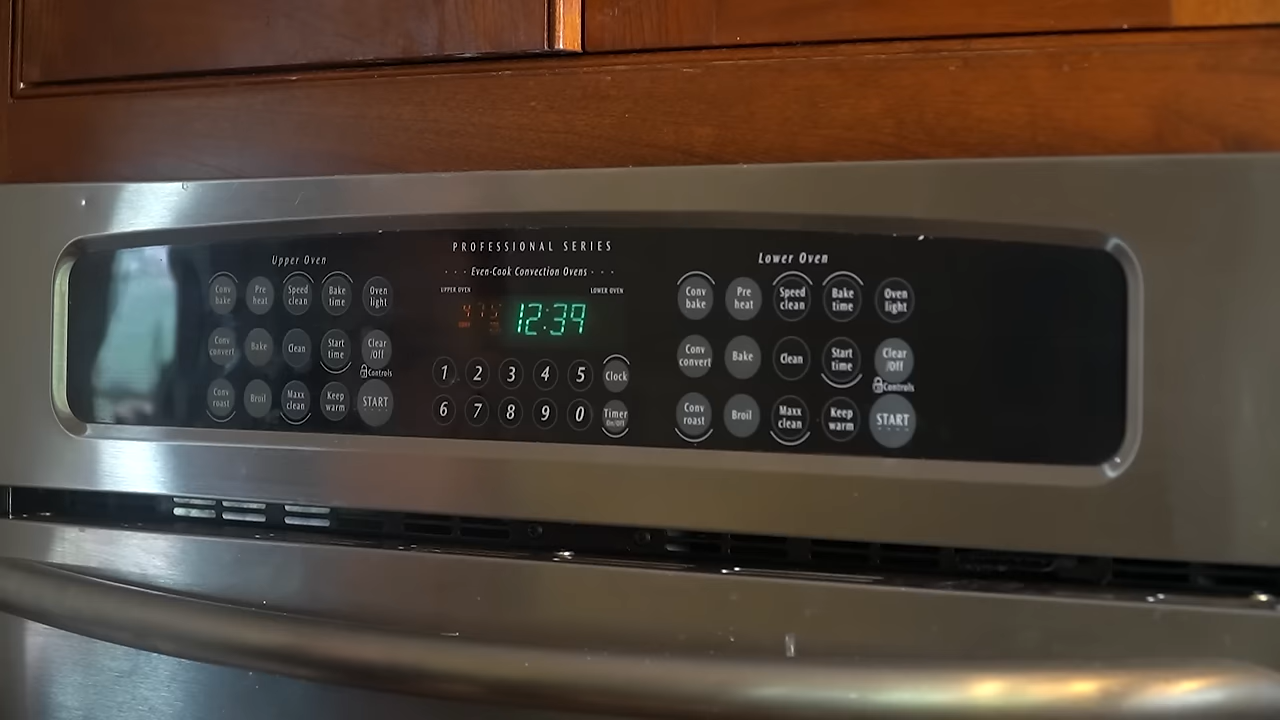 PROFESSIONAL SERIES
Even-Cook Convection Ovens
UPPER OVEN LOWER OVEN
475 12:39
1 2 3 4 5 Clock
6 7 8 9 0 Timer
On/Off
Upper Oven
Conv bake Pre heat Speed clean Bake time Oven light
Conv convert Bake Clean Start time Clear /Off
Controls
Conv roast Broil Maxx clean Keep warm START
Lower Oven
Conv bake Pre heat Speed clean Bake time Oven light
Conv convert Bake Clean Start time Clear /Off
Controls
Conv roast Broil Maxx clean Keep warm START